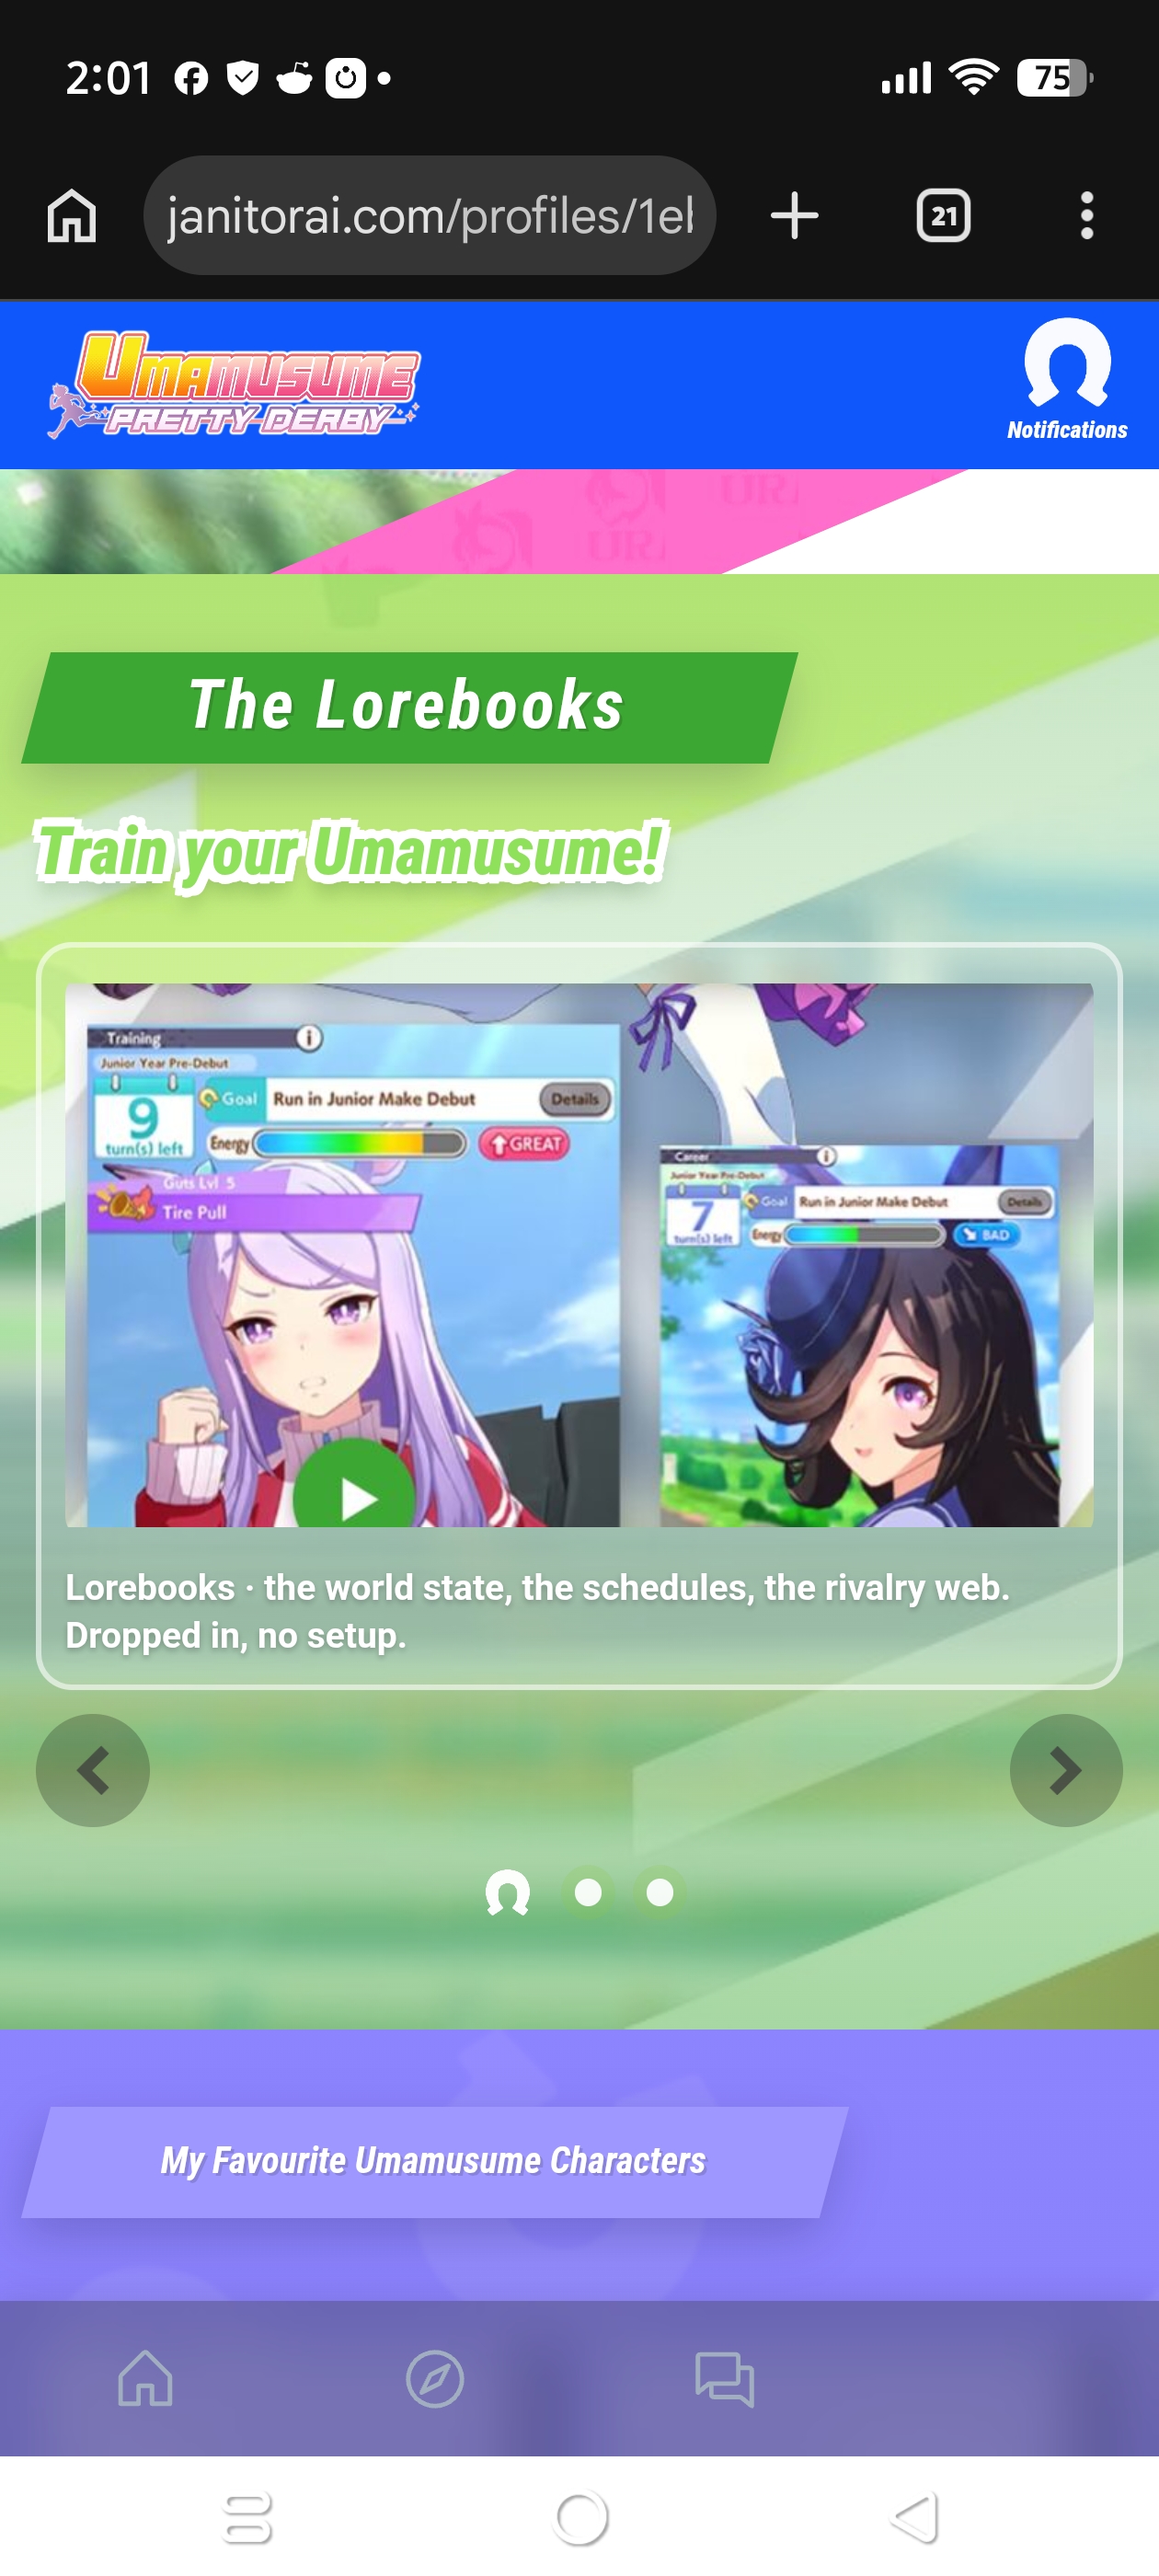 2:01
75
janitorai.com/profiles/1e
21
UMAMUSUME
PRETTY DERBY
Notifications
The Lorebooks
Train your Umamusume!
Training
Junior Year Pre-Debut
9
turn(s) left
Goal
Run in Junior Make Debut
Details
Energy
GREAT
Guts Lvl 5
Tire Pull
Career
Junior Year Pre-Debut
7
turn(s) left
Goal
Run in Junior Make Debut
Details
Energy
BAD
Lorebooks · the world state, the schedules, the rivalry web.
Dropped in, no setup.
My Favourite Umamusume Characters